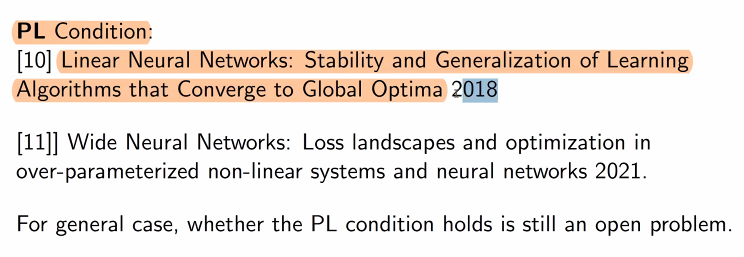 PL Condition:
[10] Linear Neural Networks: Stability and Generalization of Learning
Algorithms that Converge to Global Optima 2018
[11]] Wide Neural Networks: Loss landscapes and optimization in
over-parameterized non-linear systems and neural networks 2021.
For general case, whether the PL condition holds is still an open problem.